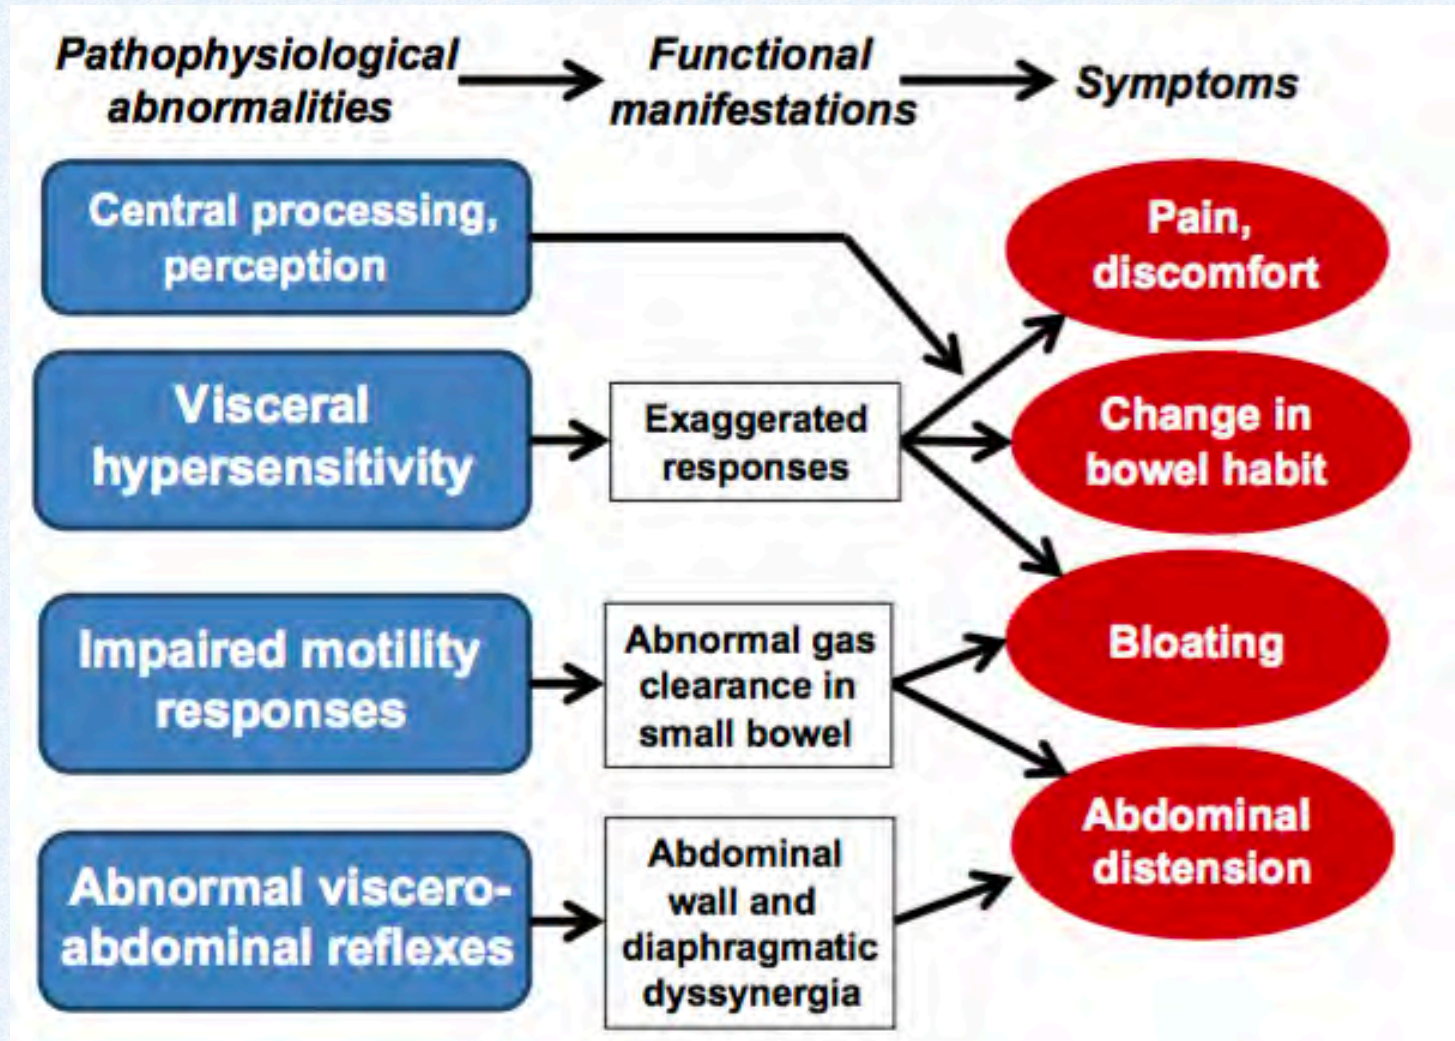 Pathophysiological
abnormalities
Functional
manifestations
Symptoms
Central processing,
perception
Pain,
discomfort
Visceral
hypersensitivity
Exaggerated
responses
Change in
bowel habit
Impaired motility
responses
Abnormal gas
clearance in
small bowel
Bloating
Abnormal viscero-
abdominal reflexes
Abdominal
wall and
diaphragmatic
dyssynergia
Abdominal
distension